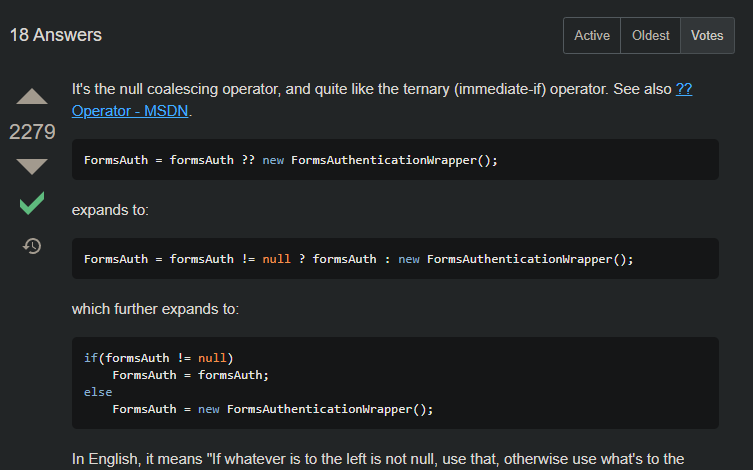 18 Answers
Active Oldest Votes
It's the null coalescing operator, and quite like the ternary (immediate-if) operator. See also ??
Operator - MSDN.
2279
FormsAuth = formsAuth ?? new FormsAuthenticationWrapper();
expands to:
FormsAuth = formsAuth != null ? formsAuth : new FormsAuthenticationWrapper();
which further expands to:
if(formsAuth != null)
    FormsAuth = formsAuth;
else
    FormsAuth = new FormsAuthenticationWrapper();
In English, it means "If whatever is to the left is not null, use that, otherwise use what's to the